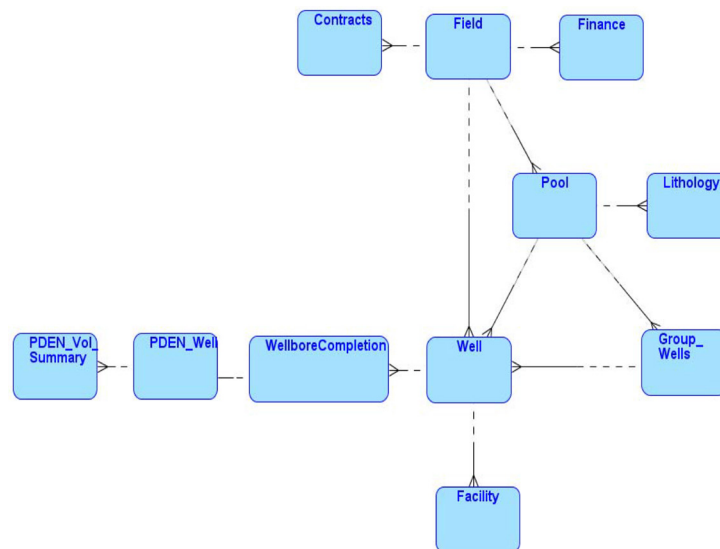 Contracts
Field
Finance
Pool
Lithology
PDEN_Vol_
Summary
PDEN_Well
WellboreCompletion
Well
Group_
Wells
Facility